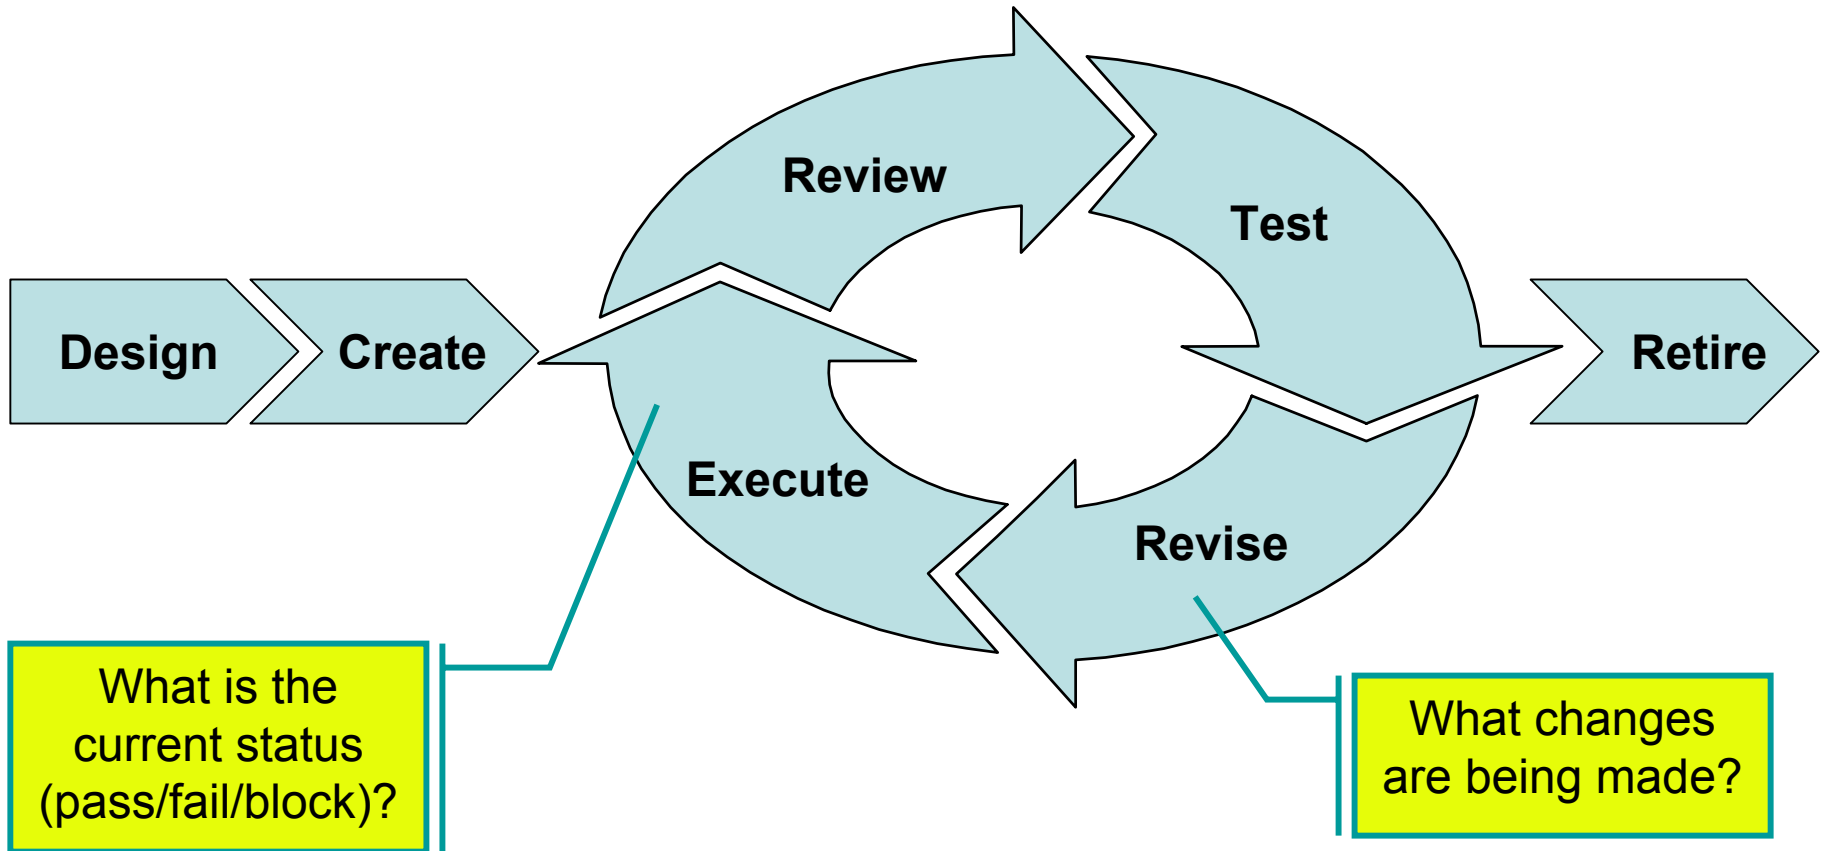 Design
Create
Review
Test
Revise
Execute
Retire
What is the
current status
(pass/fail/block)?
What changes
are being made?